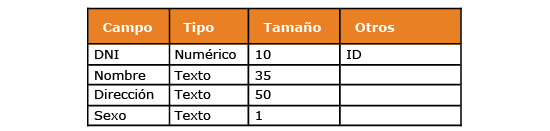 Campo Tipo Tamaño Otros
DNI Numérico 10 ID
Nombre Texto 35
Dirección Texto 50
Sexo Texto 1